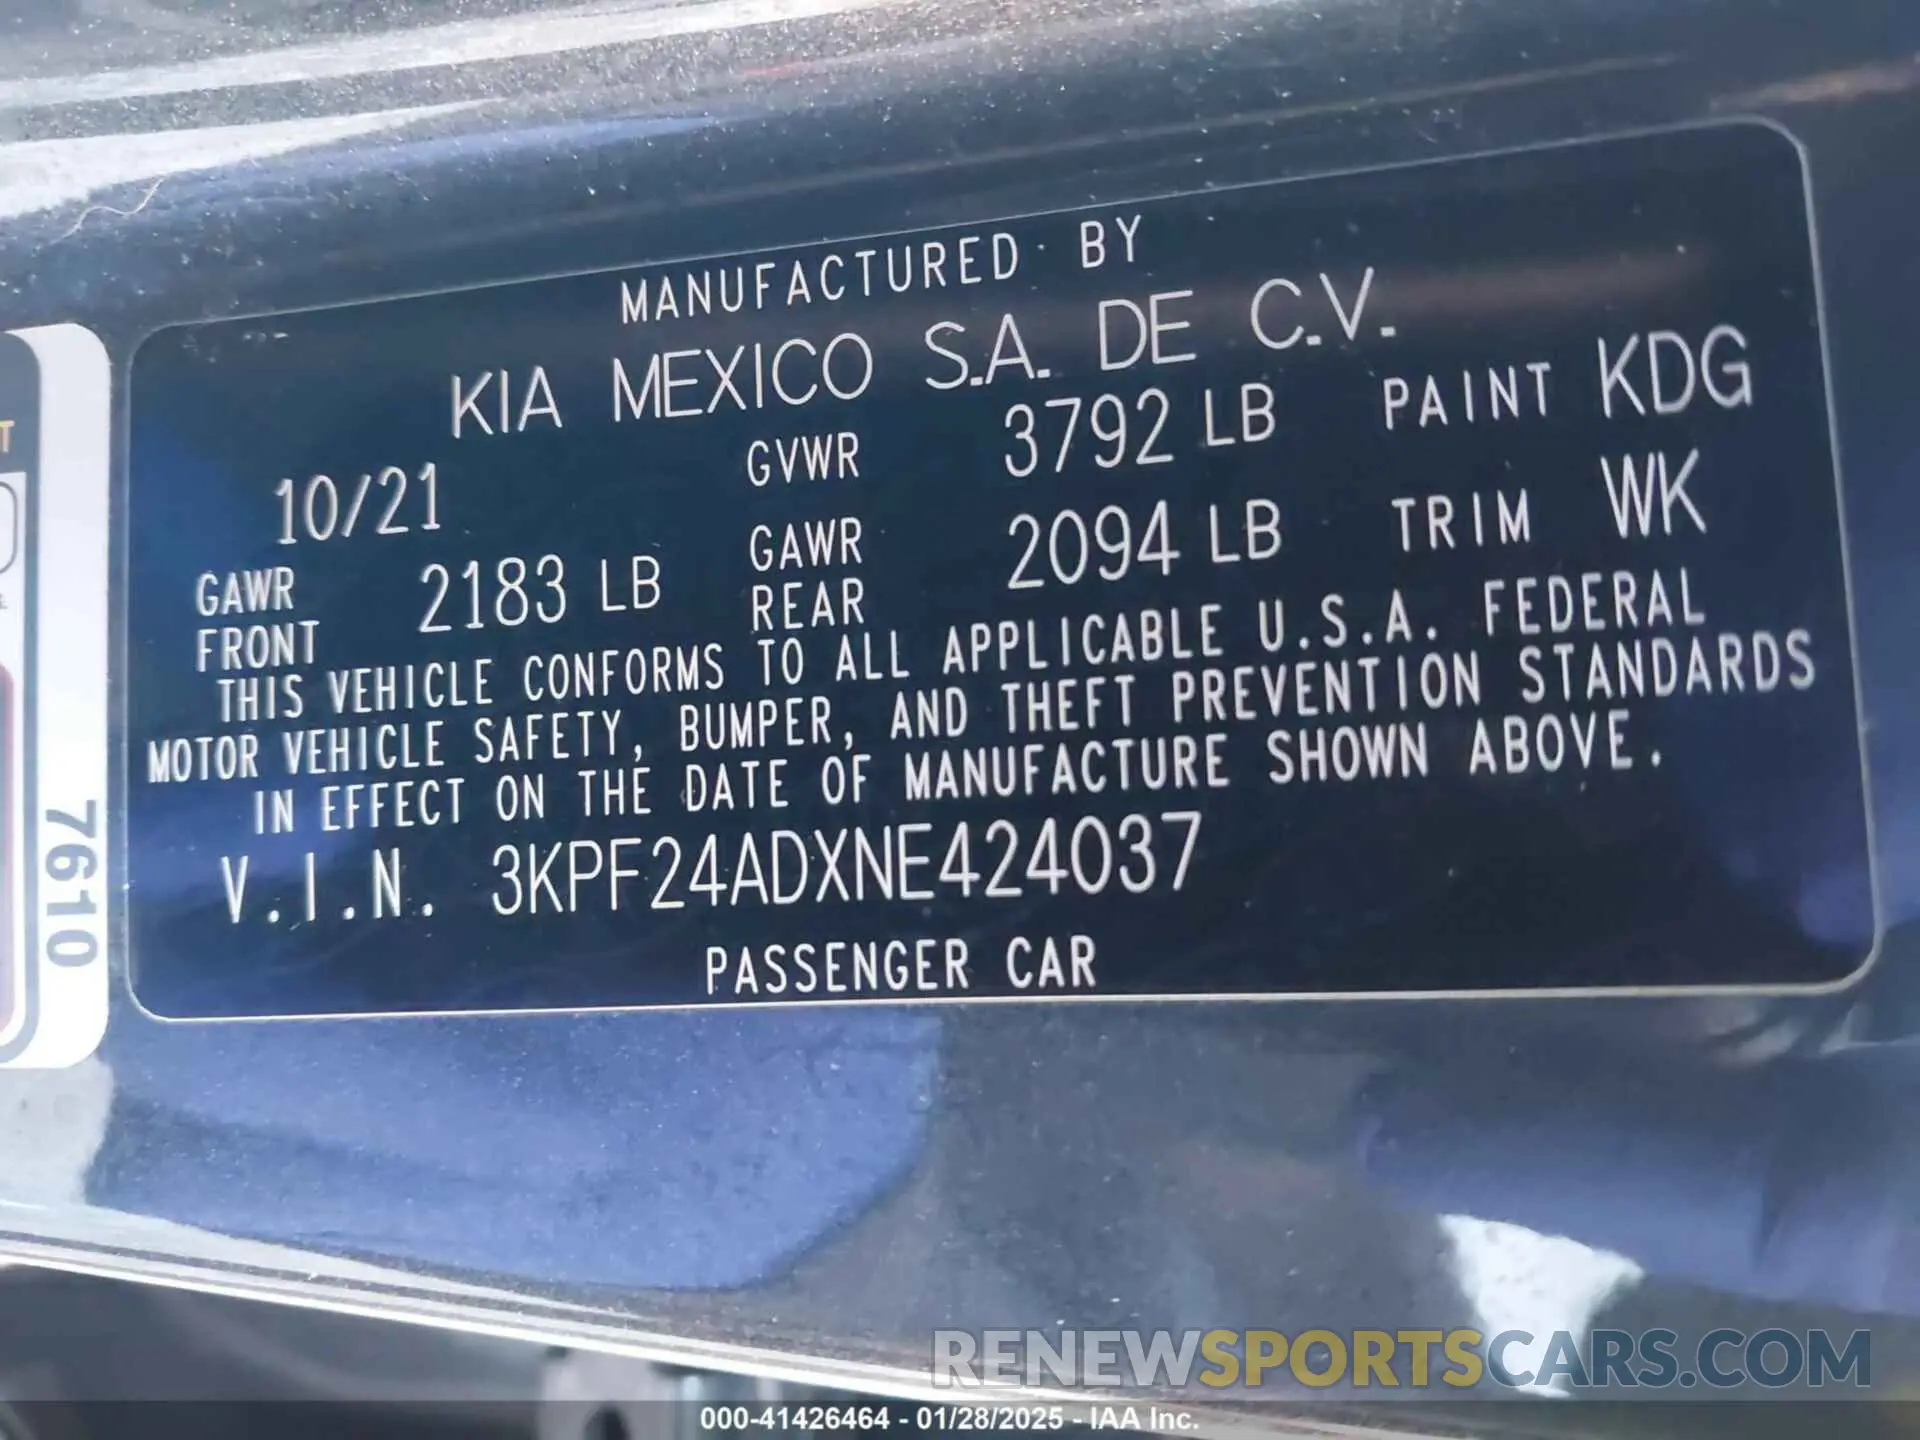 MANUFACTURED BY
KIA MEXICO S.A. DE C.V.
10/21 GVWR 3792 LB PAINT KDG
GAWR FRONT 2183 LB GAWR REAR 2094 LB TRIM WK
THIS VEHICLE CONFORMS TO ALL APPLICABLE U.S.A. FEDERAL
MOTOR VEHICLE SAFETY, BUMPER, AND THEFT PREVENTION STANDARDS
IN EFFECT ON THE DATE OF MANUFACTURE SHOWN ABOVE.
V.I.N. 3KPF24ADXNE424037
PASSENGER CAR
7610
RENEWSPORTSCARS.COM
000-41426464 - 01/28/2025 - IAA Inc.